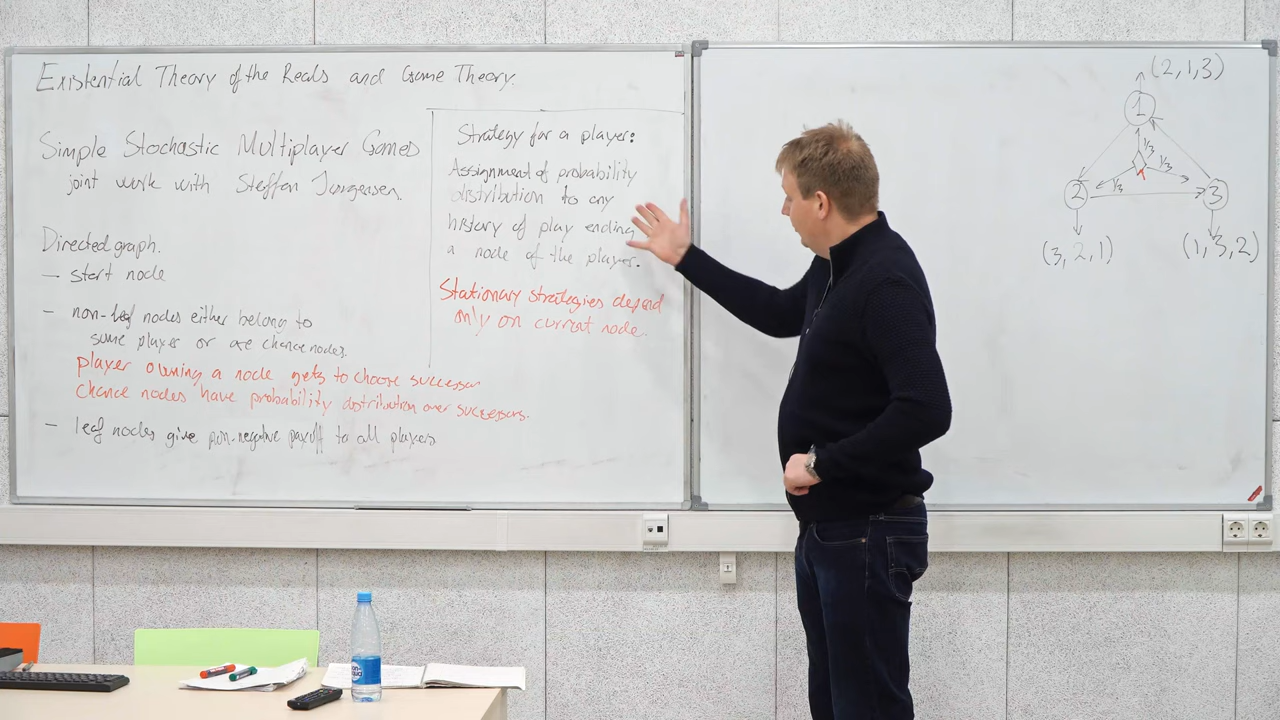 Existential Theory of the Reals and Game Theory.
Simple Stochastic Multiplayer Games
joint work with Steffan Jørgensen
Directed graph.
– start node
– non-leaf nodes either belong to
some player or are chance nodes.
player owning a node gets to choose successor
chance nodes have probability distribution over successors.
– leaf nodes give non-negative payoff to all players
Strategy for a player:
Assignment of probability
distribution to any
history of play ending
a node of the player.
Stationary strategies depend
only on current node.
(2,1,3)
1
1/3
1/3
1/3
2
3
(3,2,1)
(1,3,2)